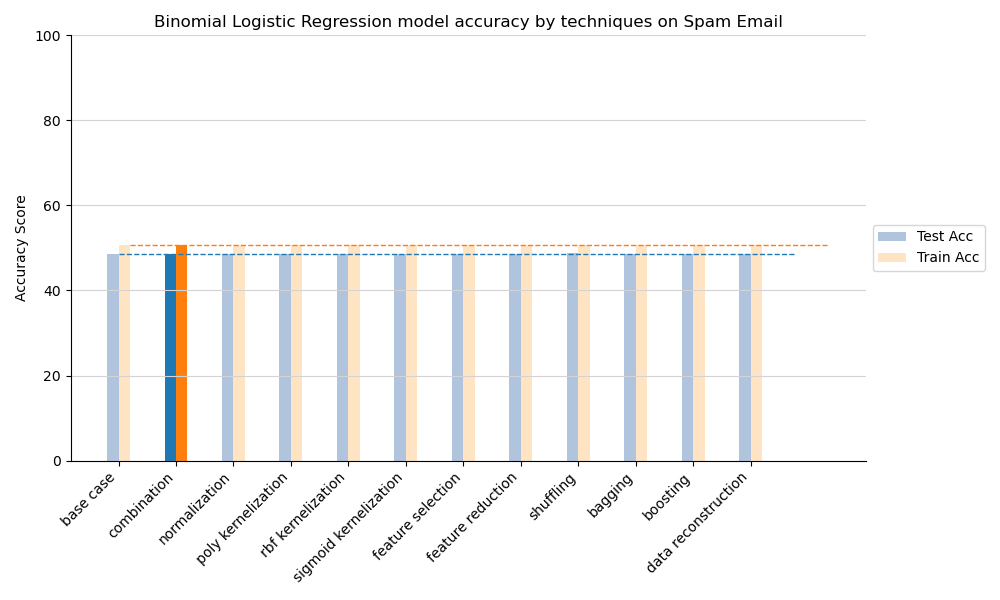 Binomial Logistic Regression model accuracy by techniques on Spam Email
100
80
60
40
20
0
Accuracy Score
Test Acc
Train Acc
base case
combination
normalization
poly kernelization
rbf kernelization
sigmoid kernelization
feature selection
feature reduction
shuffling
bagging
boosting
data reconstruction